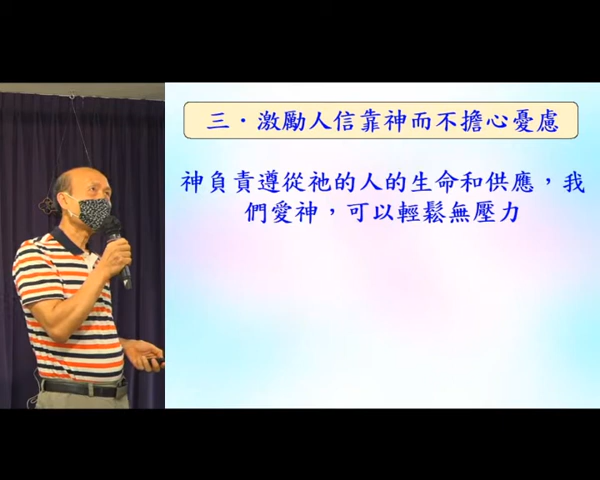 三・激勵人信靠神而不擔心憂慮
神負責遵從祂的人的生命和供應，我
們愛神，可以輕鬆無壓力